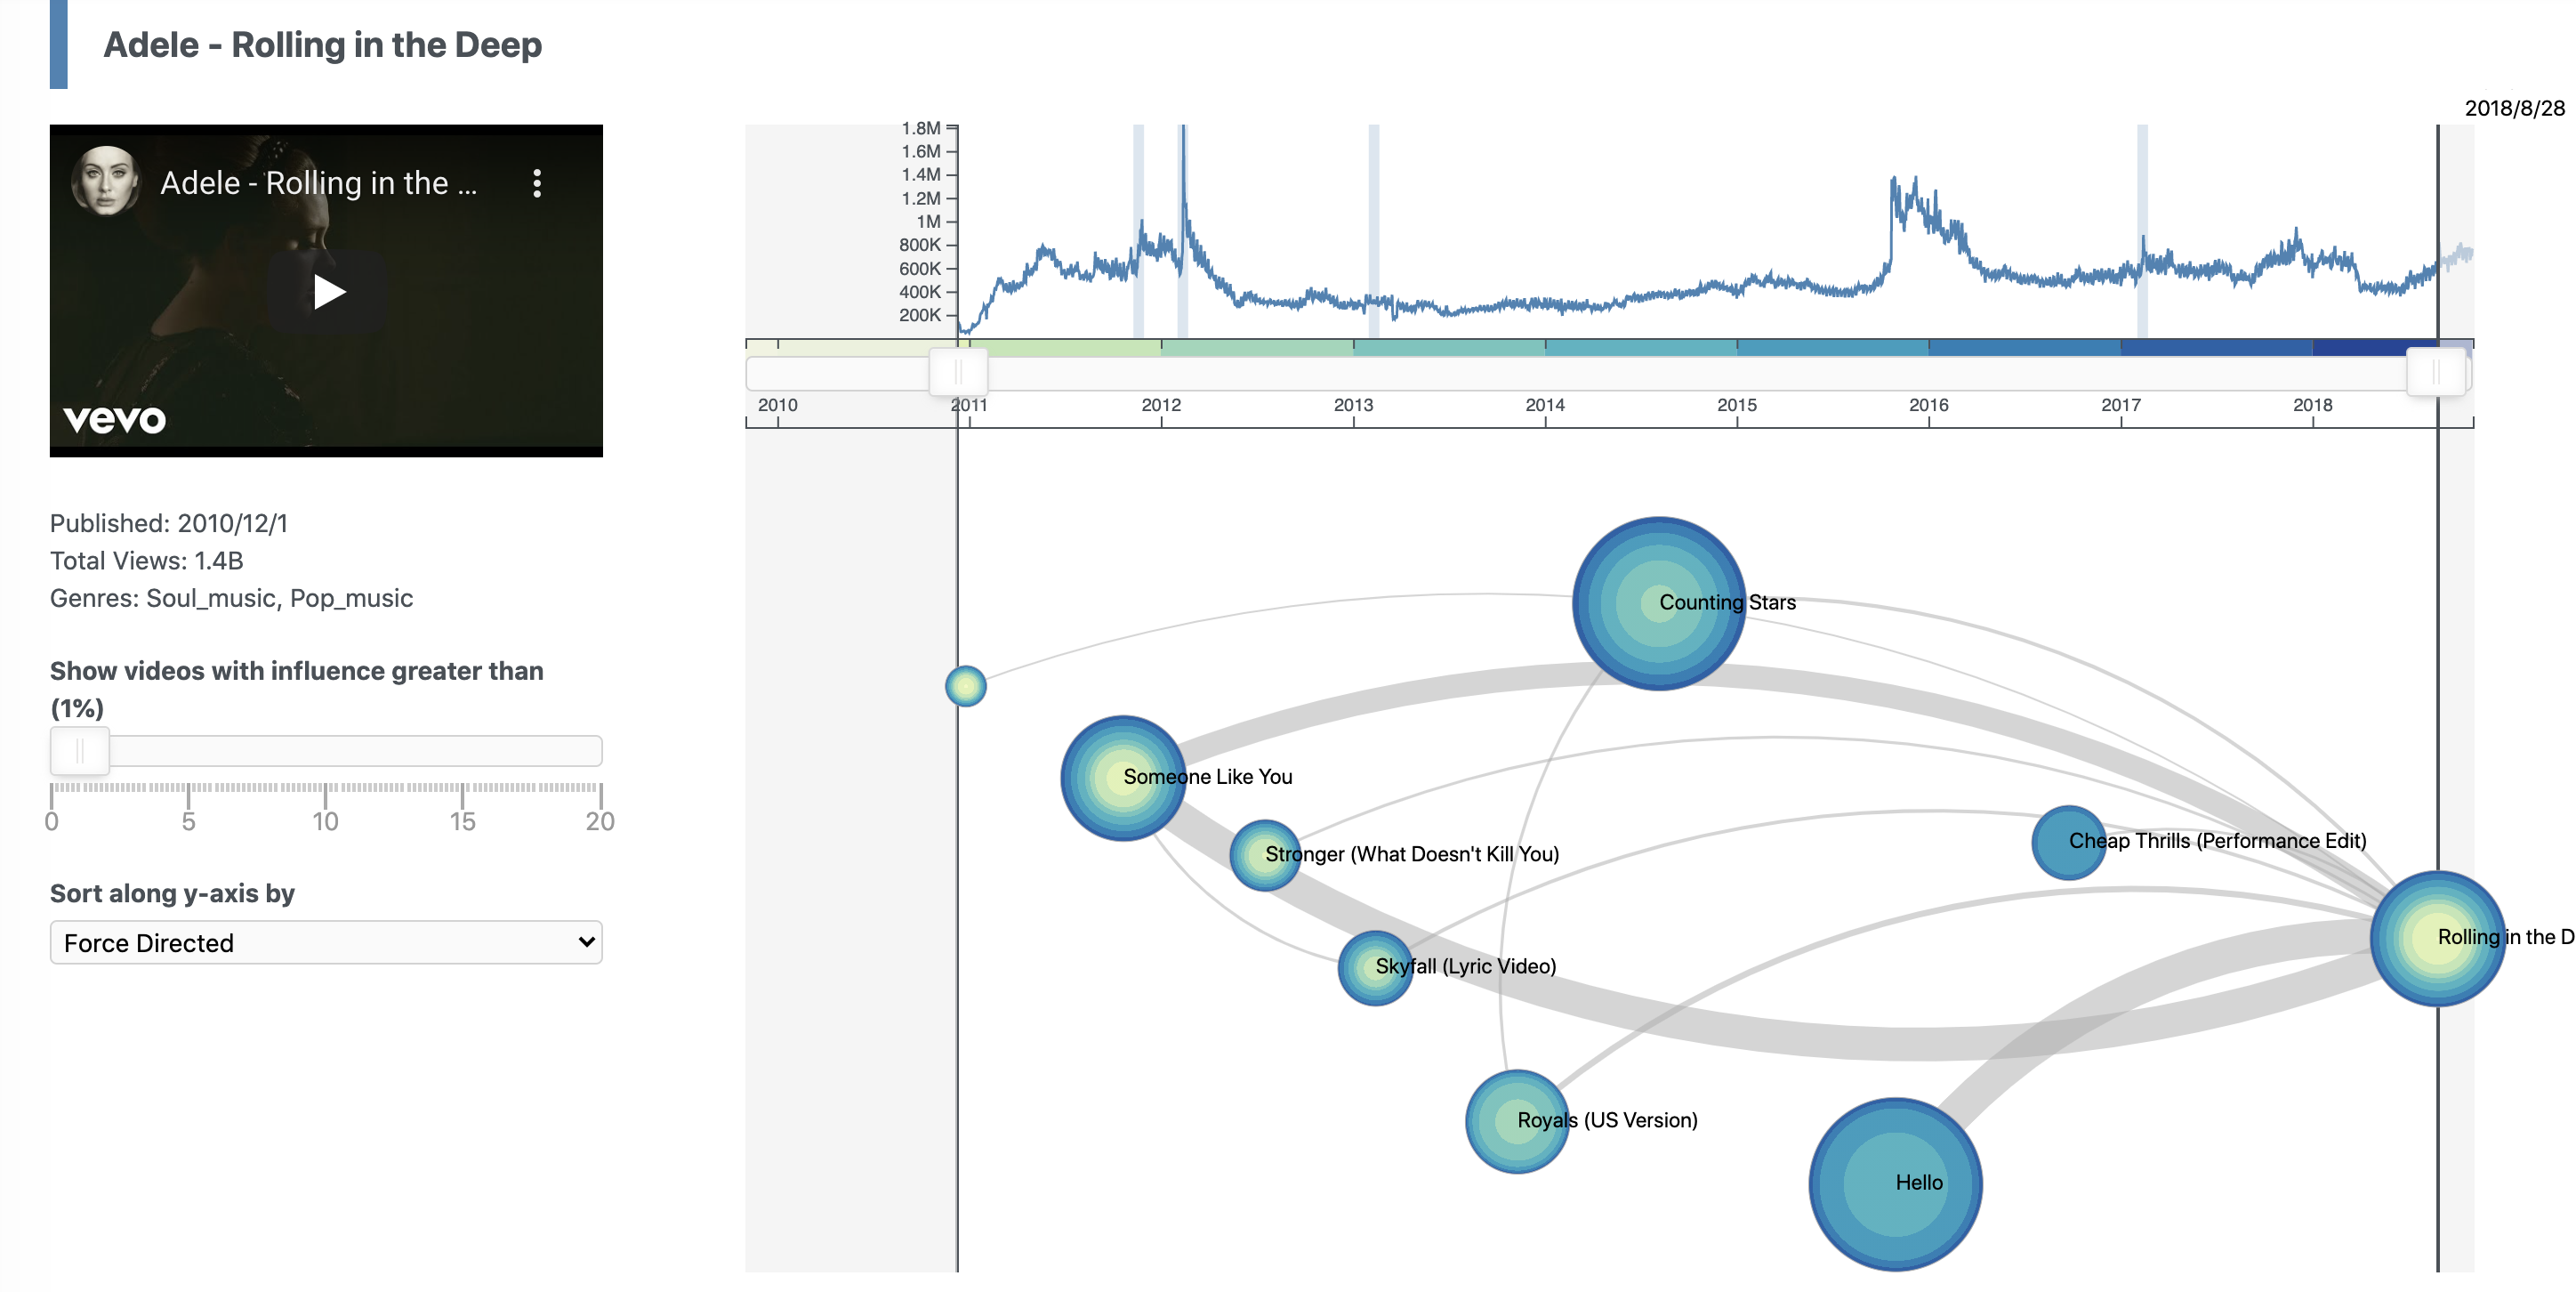 Adele - Rolling in the Deep
2018/8/28
Adele - Rolling in the ...
vevo
Published: 2010/12/1
Total Views: 1.4B
Genres: Soul_music, Pop_music
Show videos with influence greater than
(1%)
0 5 10 15 20
Sort along y-axis by
Force Directed
1.8M
1.6M
1.4M
1.2M
1M
800K
600K
400K
200K
2010 2011 2012 2013 2014 2015 2016 2017 2018
Counting Stars
Someone Like You
Stronger (What Doesn't Kill You)
Cheap Thrills (Performance Edit)
Rolling in the D
Skyfall (Lyric Video)
Royals (US Version)
Hello